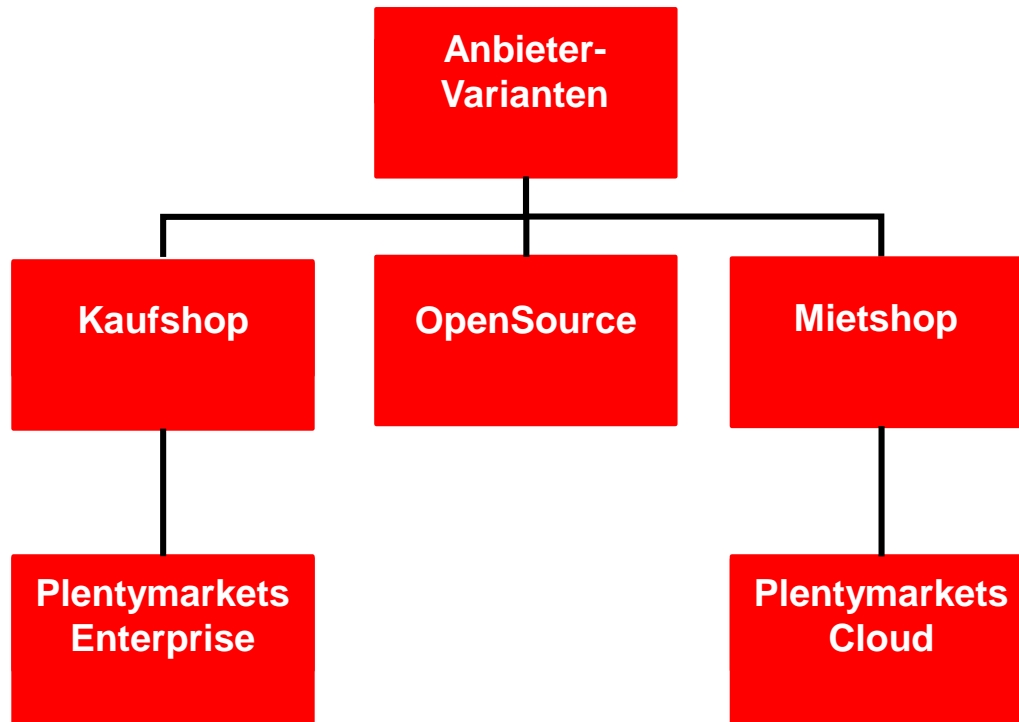 Anbieter-
Varianten
Kaufshop
OpenSource
Mietshop
Plentymarkets
Enterprise
Plentymarkets
Cloud